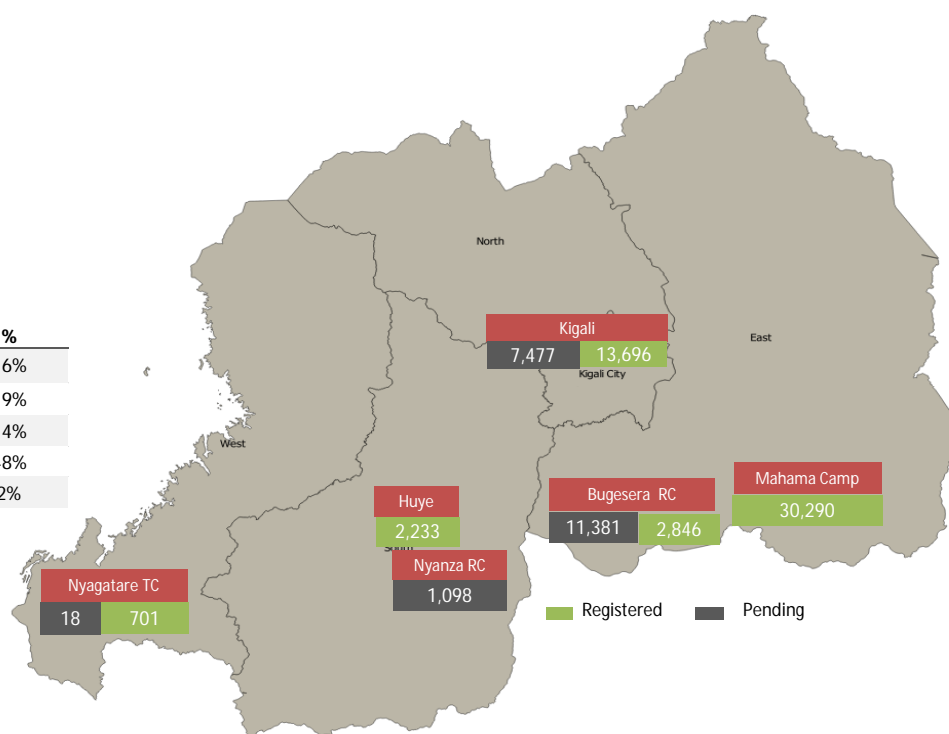 North
%
6%
9%
4%
8%
2%
Kigali
7,477 13,696
Kigali City
East
West
Mahama Camp
30,290
Bugesera RC
11,381 2,846
Huye
2,233
South
Nyanza RC
1,098
Nyagatare TC
18 701
Registered Pending